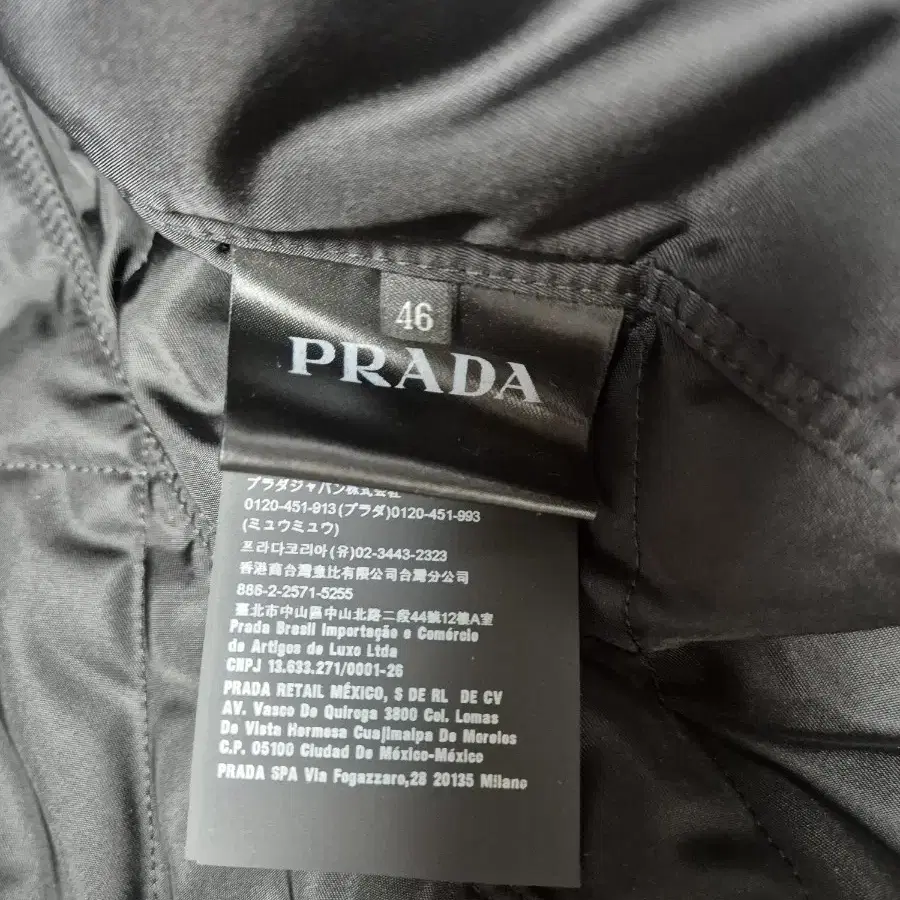 46
PRADA
プラダジャパン株式会社
0120-451-913(プラダ)0120-451-993
(ミュウミュウ)
프라다코리아(유)02-3443-2323
香港商台灣意比有限公司台灣分公司
886-2-2571-5255
臺北市中山區中山北路二段44號12樓A室
Prada Brasil Importação e Comércio
de Artigos de Luxo Ltda
CNPJ 13.633.271/0001-26
PRADA RETAIL MÉXICO, S DE RL DE CV
AV. Vasco De Quiroga 3800 Col. Lomas
De Vista Hermosa Cuajimalpa De Morelos
C.P. 05100 Ciudad De México-México
PRADA SPA Via Fogazzaro,28 20135 Milano